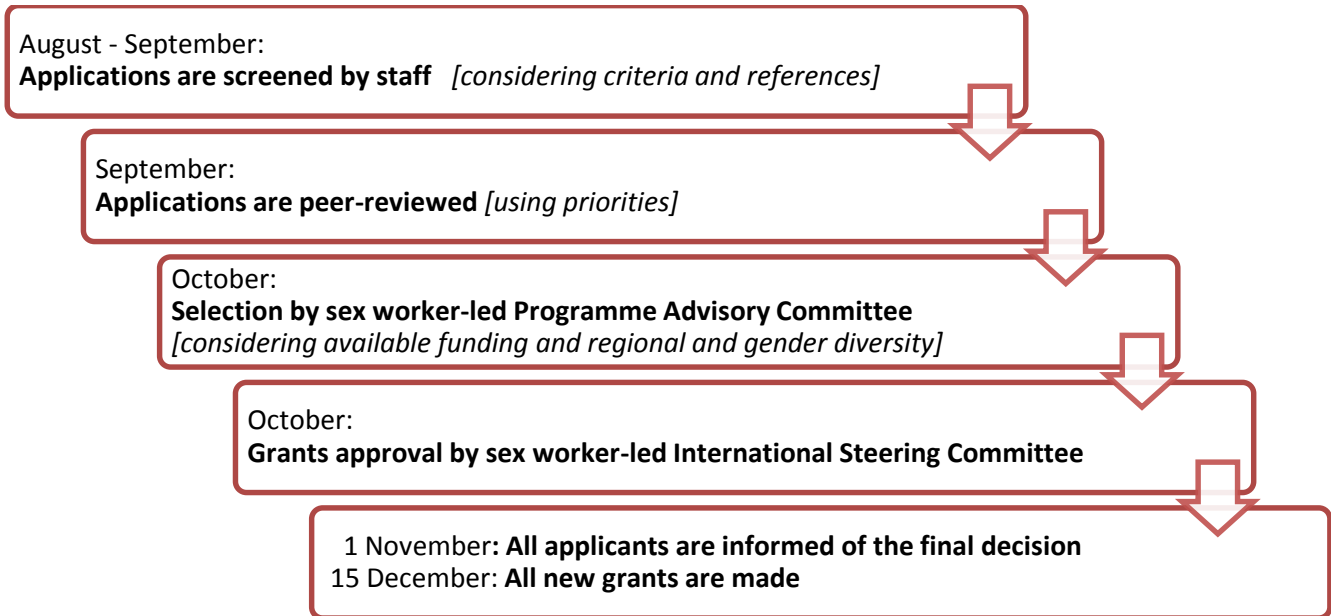 August - September:
Applications are screened by staff [considering criteria and references]
September:
Applications are peer-reviewed [using priorities]
October:
Selection by sex worker-led Programme Advisory Committee
[considering available funding and regional and gender diversity]
October:
Grants approval by sex worker-led International Steering Committee
1 November: All applicants are informed of the final decision
15 December: All new grants are made